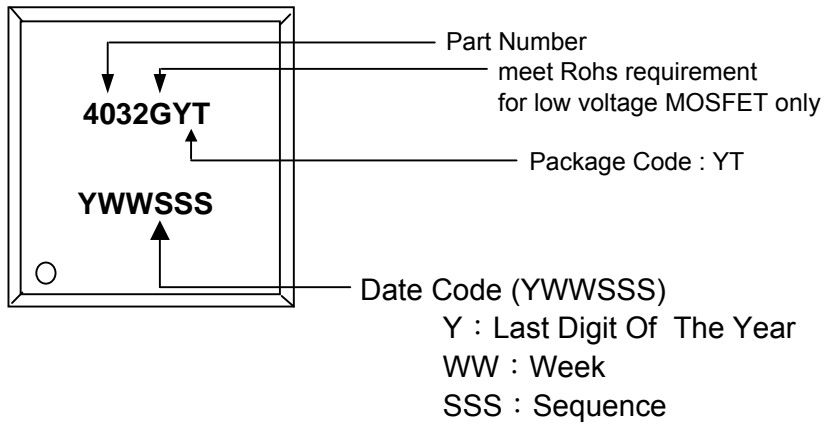 Part Number
meet Rohs requirement
for low voltage MOSFET only
4032GYT
Package Code : YT
YWWSSS
Date Code (YWWSSS)
Y：Last Digit Of The Year
WW：Week
SSS：Sequence